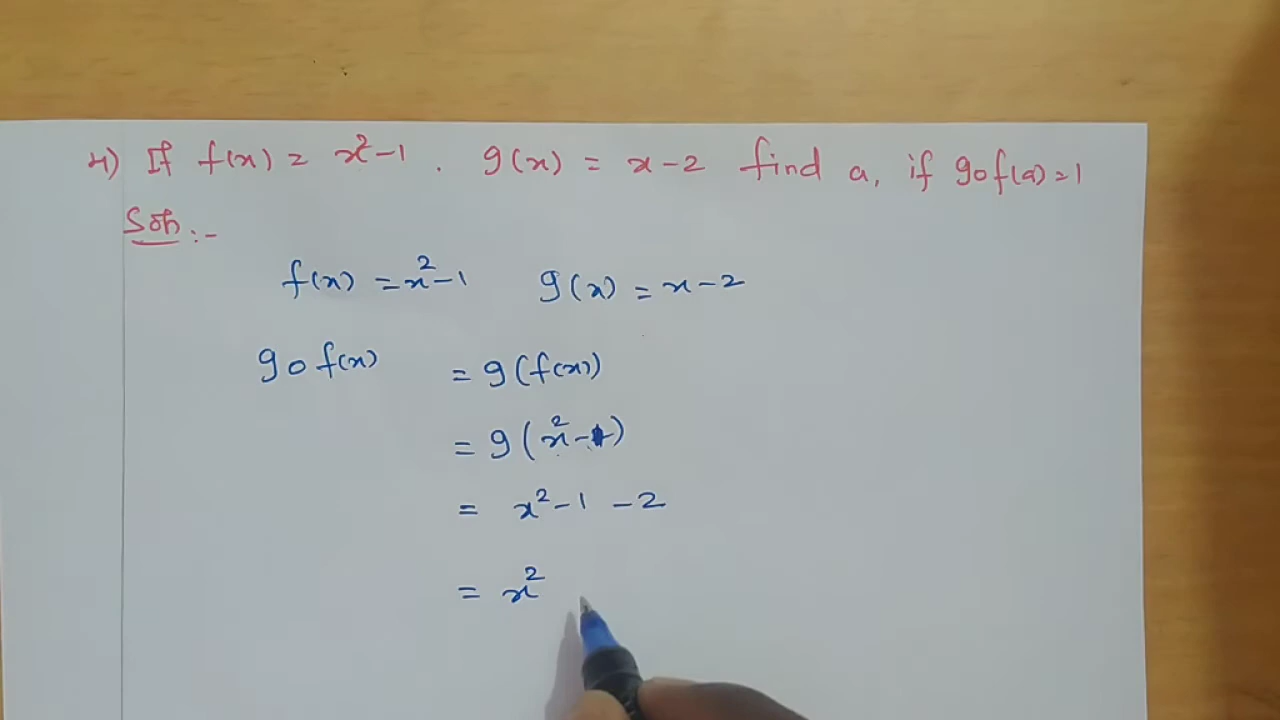 4) If f(x) = x²-1 . g(x) = x-2 find a, if gof(a)=1
Soln :-
f(x) = x²-1 g(x) = x-2
gof(x) = g(f(x))
= g(x²-1)
= x²-1 -2
= x²